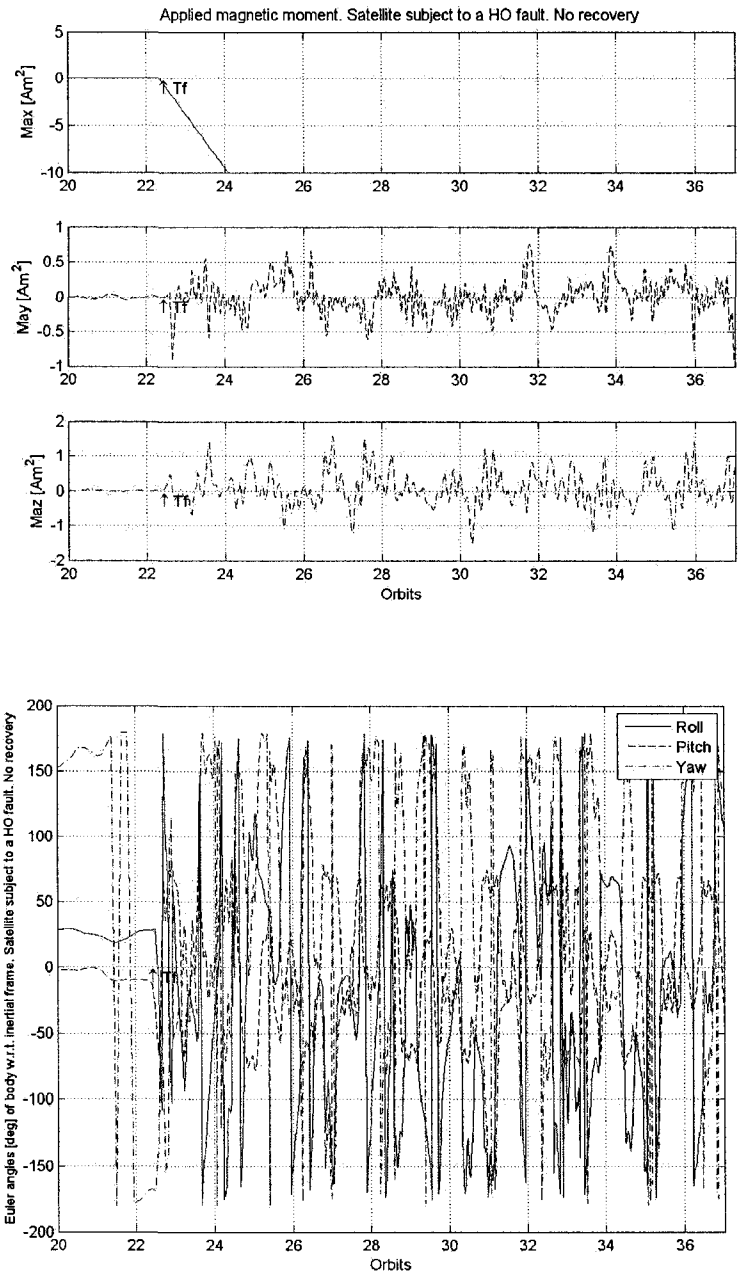 Applied magnetic moment. Satellite subject to a HO fault. No recovery
5
0
-5
-10
Max [Am²]
↑ Tf
20 22 24 26 28 30 32 34 36
1
0.5
0
-0.5
-1
May [Am²]
↑ Tf
20 22 24 26 28 30 32 34 36
2
1
0
-1
-2
Maz [Am²]
↑ Tf
20 22 24 26 28 30 32 34 36
Orbits
200
150
100
50
0
-50
-100
-150
-200
Euler angles [deg] of body w.r.t. inertial frame. Satellite subject to a HO fault. No recovery
Roll
Pitch
Yaw
↑ Tf
20 22 24 26 28 30 32 34 36
Orbits